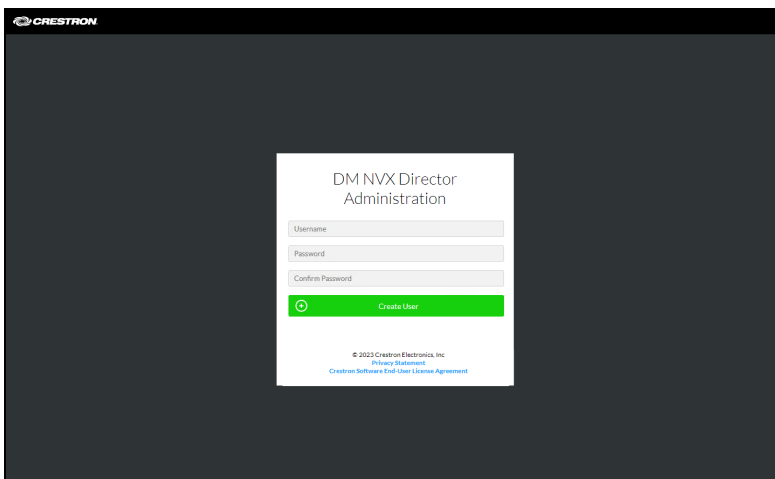 CRESTRON
DM NVX Director
Administration
Username
Password
Confirm Password
Create User
© 2023 Crestron Electronics, Inc
Privacy Statement
Crestron Software End-User License Agreement